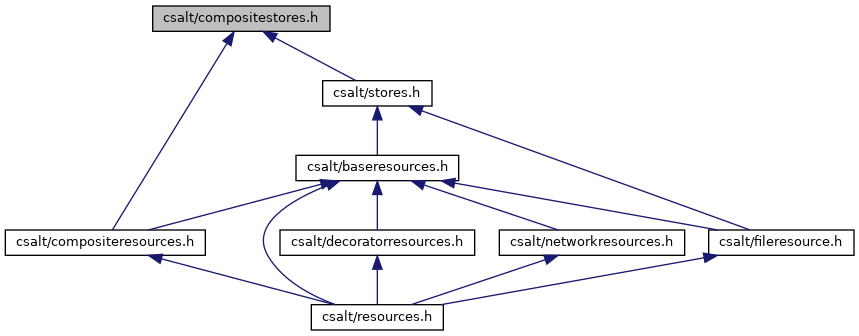 csalt/compositestores.h
csalt/stores.h
csalt/baseresources.h
csalt/compositeresources.h
csalt/decoratorresources.h
csalt/networkresources.h
csalt/fileresource.h
csalt/resources.h